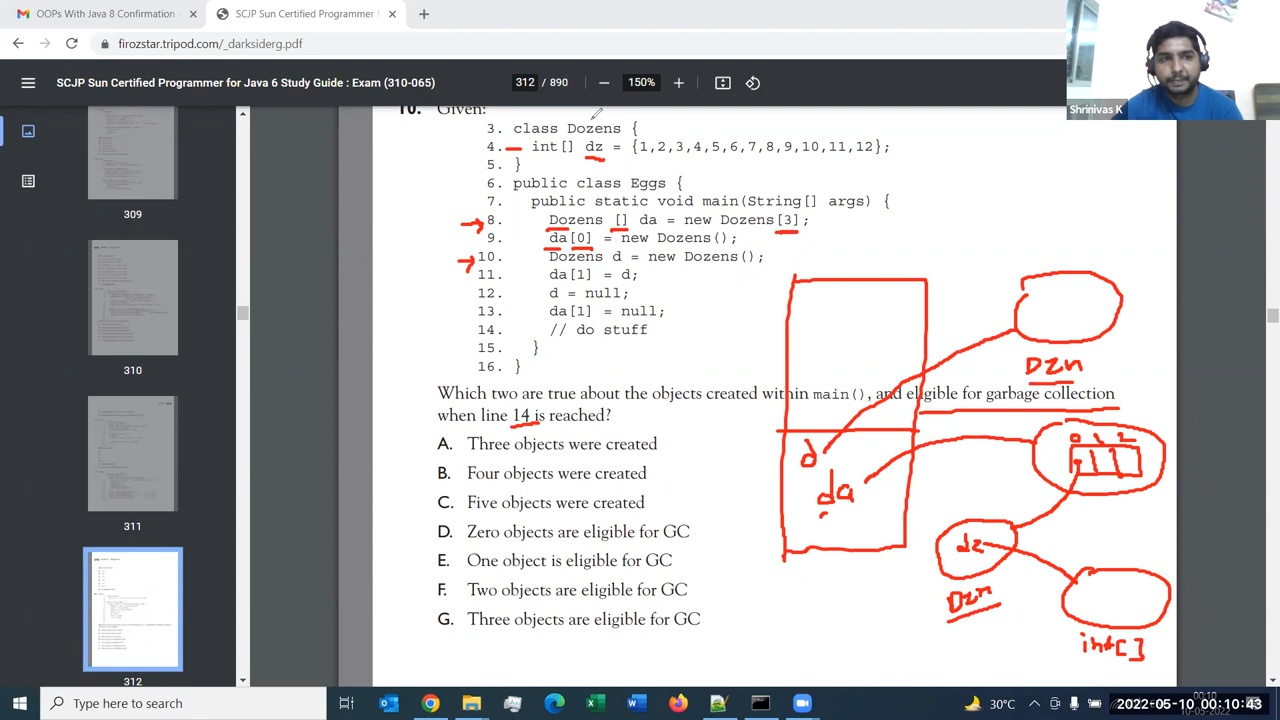 OOPs With Java 8 Confirmation
SCJP Sun Certified Programmer
firozstar.tripod.com/_darksiderg.pdf
SCJP Sun Certified Programmer for Java 6 Study Guide : Exam (310-065)
312 / 890
150%
Shrinivas K
309
310
311
312
10. Given:
class Dozens {
4. int[] dz = {1,2,3,4,5,6,7,8,9,10,11,12};
}
6. public class Eggs {
7. public static void main(String[] args) {
8. Dozens [] da = new Dozens[3];
9. da[0] = new Dozens();
10. Dozens d = new Dozens();
11. da[1] = d;
12. d = null;
13. da[1] = null;
14. // do stuff
15. }
16. }
Which two are true about the objects created within main(), and eligible for garbage collection
when line 14 is reached?
A. Three objects were created
B. Four objects were created
C. Five objects were created
D. Zero objects are eligible for GC
E. One object is eligible for GC
F. Two objects are eligible for GC
G. Three objects are eligible for GC
Dzn
0 1 2
d
da
dz
Dzn
int[]
Type here to search
30°C
00:10
10-05-2022
2022-05-10 00:10:43